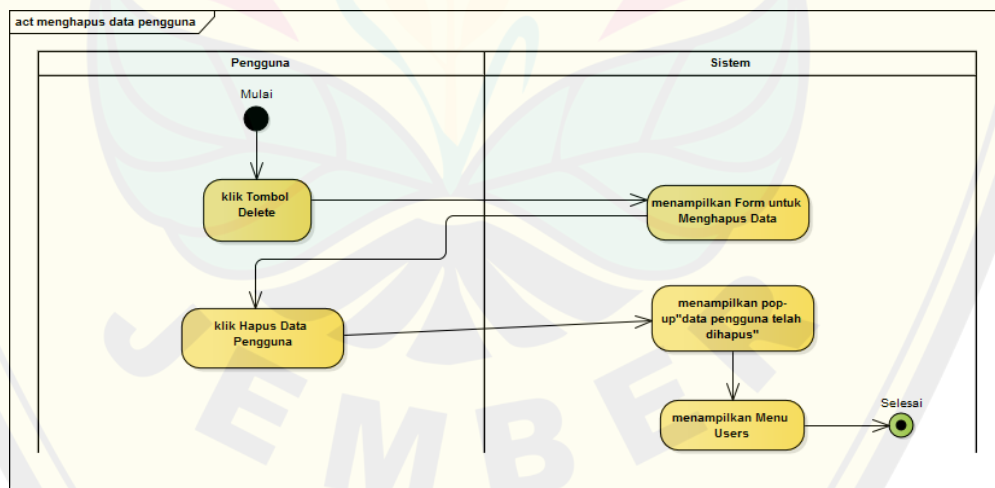 act menghapus data pengguna
Pengguna
Sistem
Mulai
klik Tombol
Delete
menampilkan Form untuk
Menghapus Data
klik Hapus Data
Pengguna
menampilkan pop-
up"data pengguna telah
dihapus"
menampilkan Menu
Users
Selesai
JEMBER